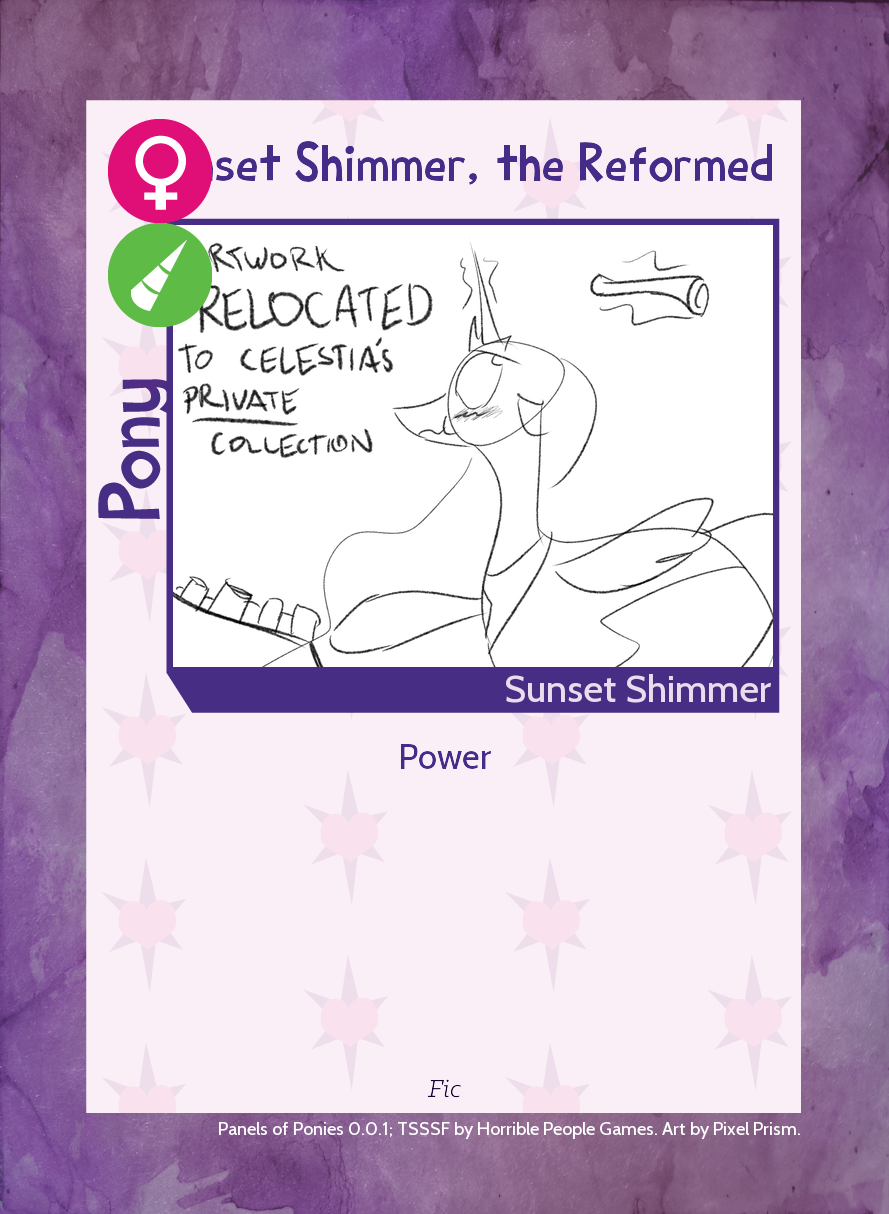 set Shimmer, the Reformed
RTWORK
RELOCATED
TO CELESTIA'S
PRIVATE
COLLECTION
Pony
Sunset Shimmer
Power
Fic
Panels of Ponies 0.0.1; TSSSF by Horrible People Games. Art by Pixel Prism.